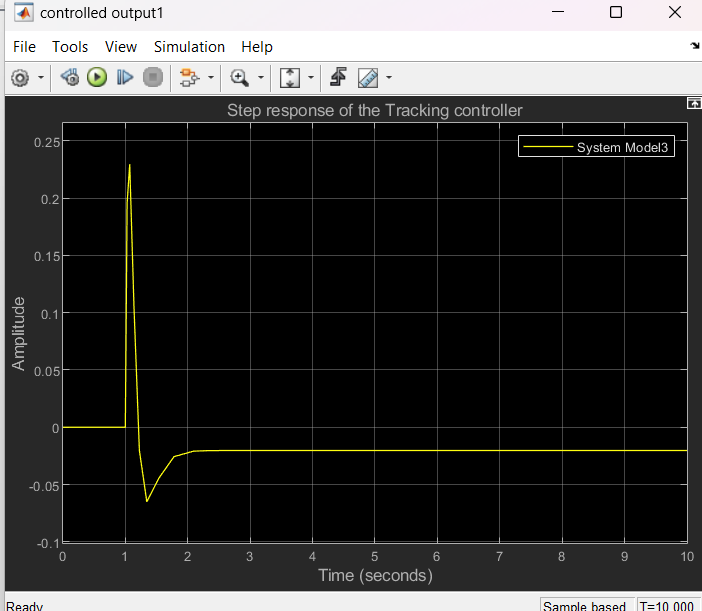 controlled output1
File Tools View Simulation Help
Step response of the Tracking controller
System Model3
0.25
0.2
0.15
0.1
0.05
0
-0.05
-0.1
Amplitude
0 1 2 3 4 5 6 7 8 9 10
Time (seconds)
Ready
Sample based T=10.000